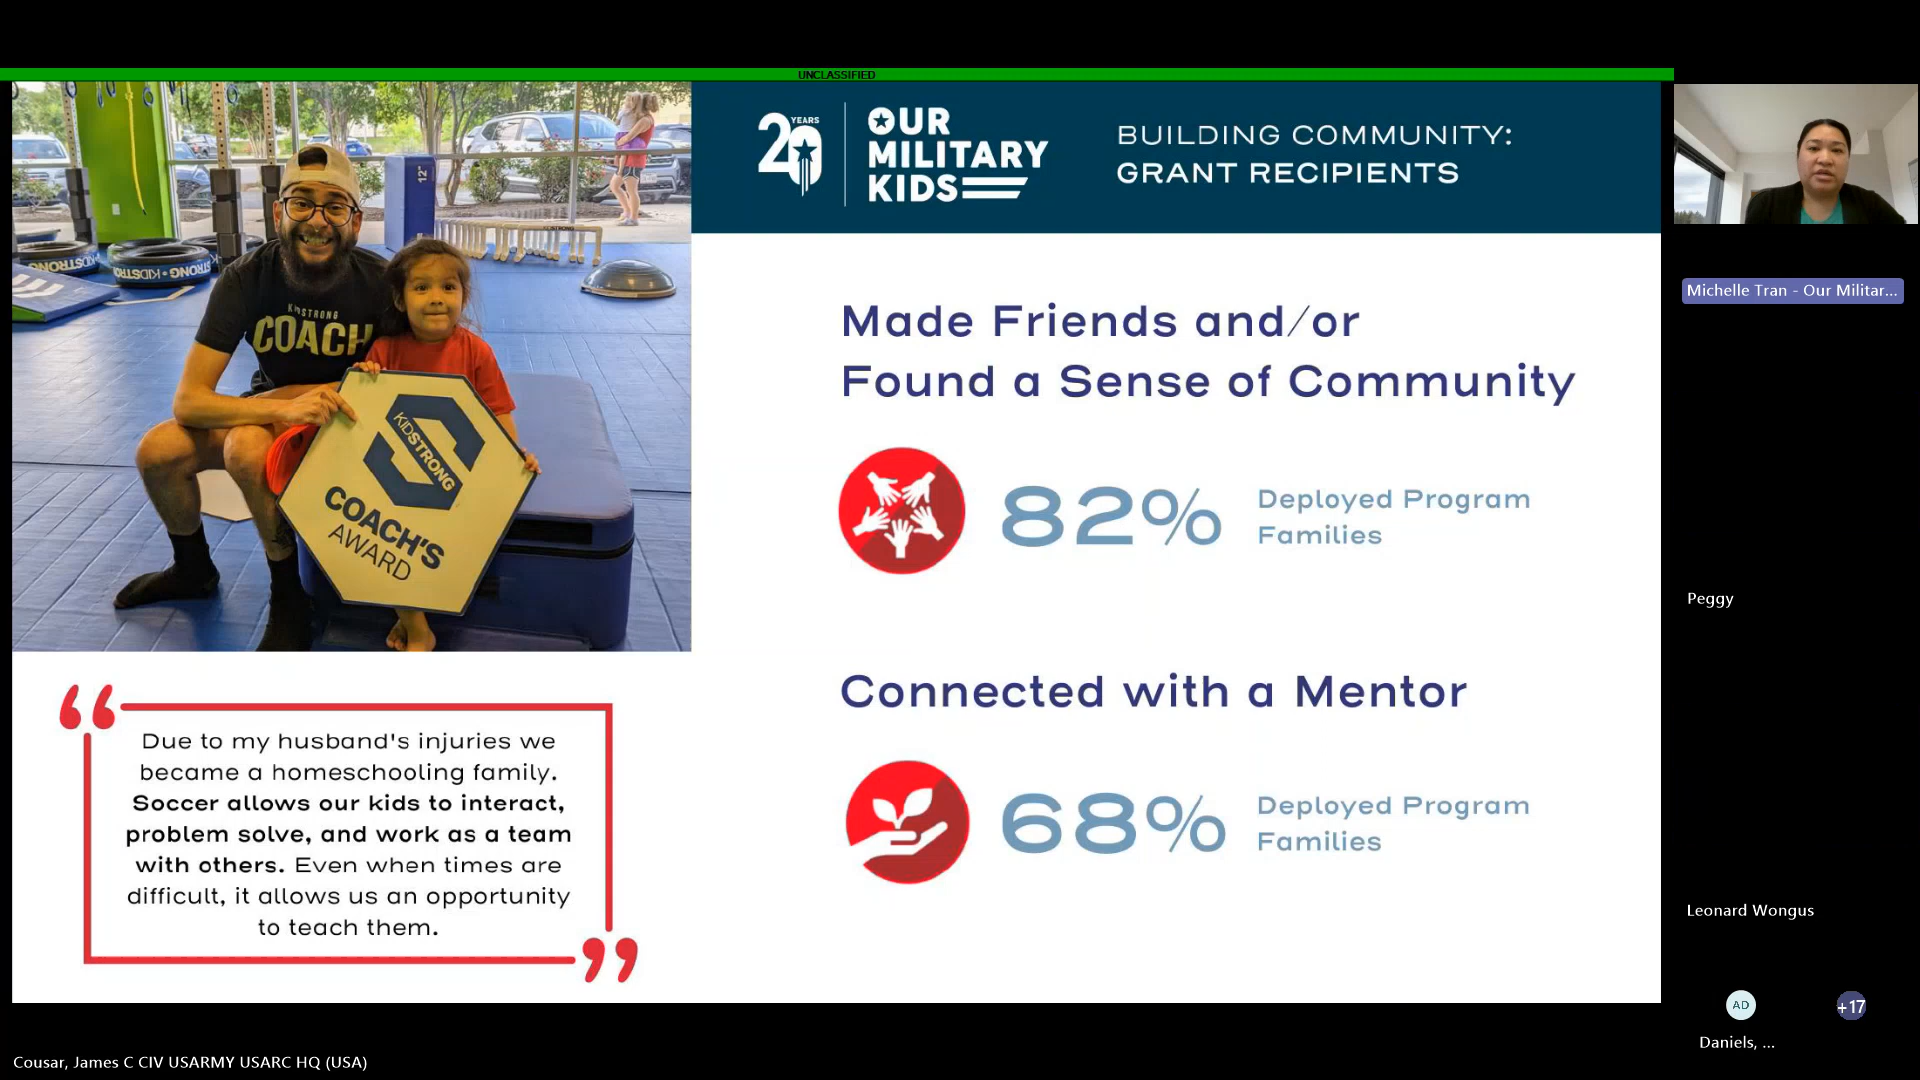 UNCLASSIFIED
20 YEARS
OUR
MILITARY
KIDS
BUILDING COMMUNITY:
GRANT RECIPIENTS
12"
KIDSTRONG
KIDSTRONG • STRONG
KIDSTRONG
KIDSTRONG
COACH
KIDSTRONG
COACH'S
AWARD
Made Friends and/or
Found a Sense of Community
82%
Deployed Program
Families
Connected with a Mentor
68%
Deployed Program
Families
“
Due to my husband's injuries we
became a homeschooling family.
Soccer allows our kids to interact,
problem solve, and work as a team
with others. Even when times are
difficult, it allows us an opportunity
to teach them.
”
Michelle Tran - Our Militar...
Peggy
Leonard Wongus
AD
+17
Daniels, ...
Cousar, James C CIV USARMY USARC HQ (USA)